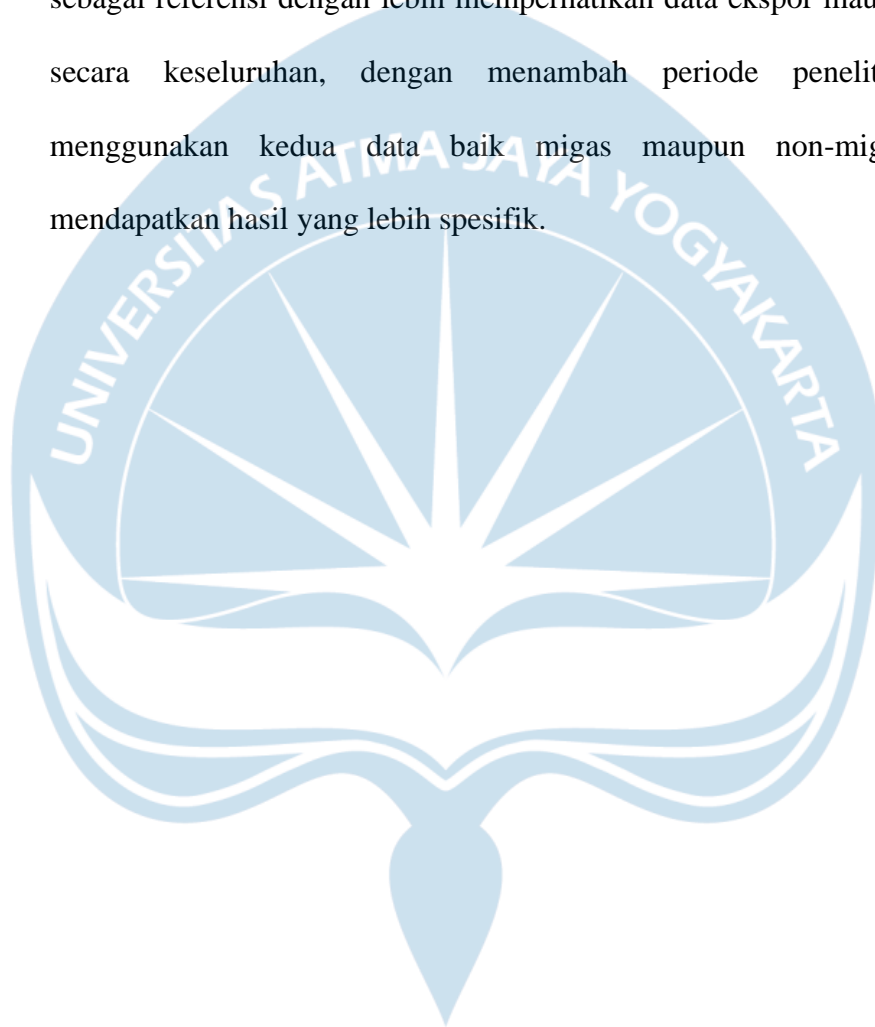 sebagai referensi dengan lebih memperhatikan data ekspor
secara keseluruhan, dengan menambah periode
menggunakan kedua data baik migas maupun
mendapatkan hasil yang lebih spesifik.
UNIVERSITAS ATMA JAYA YOGYAKARTA